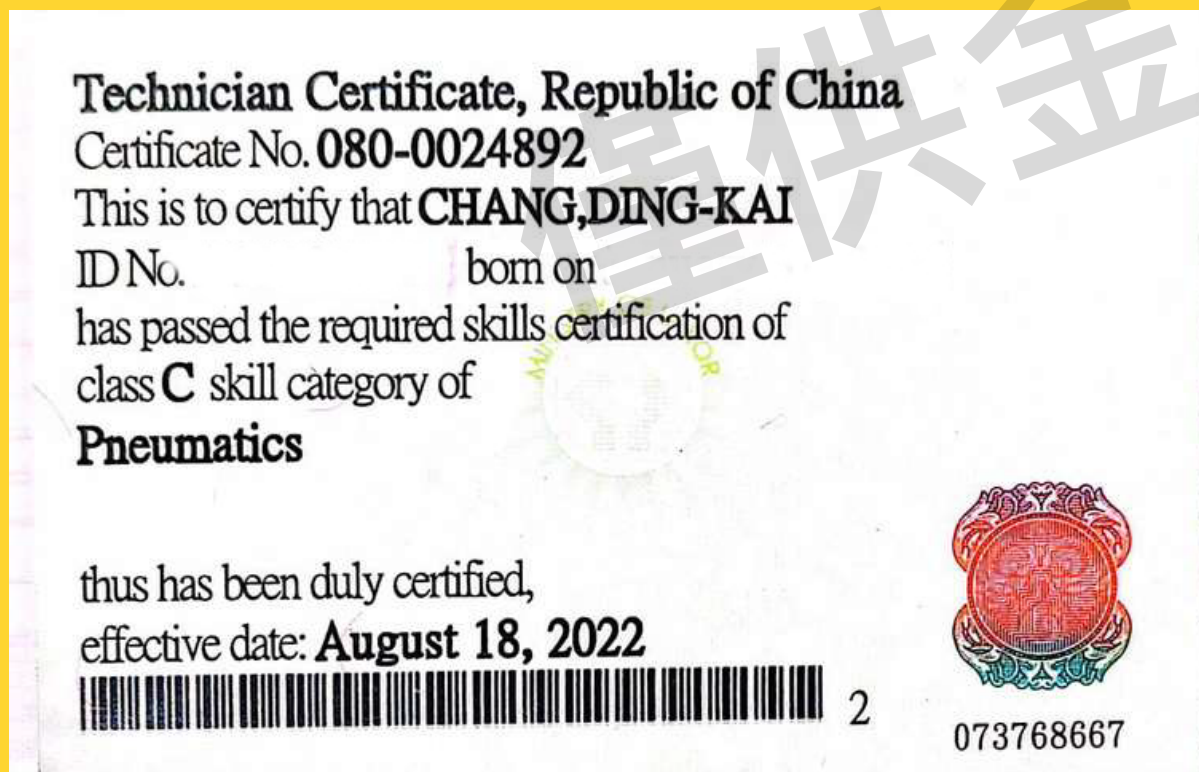 僅供金
Technician Certificate, Republic of China
Certificate No. 080-0024892
This is to certify that CHANG,DING-KAI
ID No. born on
has passed the required skills certification of
class C skill category of
Pneumatics
thus has been duly certified,
effective date: August 18, 2022
2
073768667